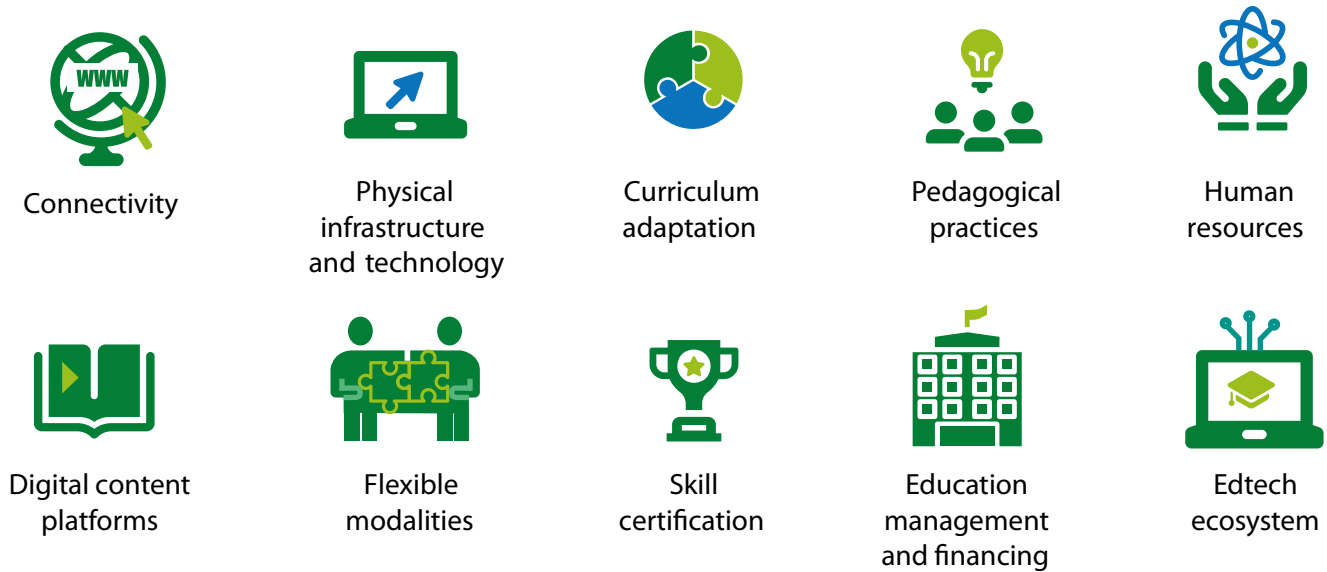 WWW
Connectivity
Physical
infrastructure
and technology
Curriculum
adaptation
Pedagogical
practices
Human
resources
Digital content
platforms
Flexible
modalities
Skill
certification
Education
management
and financing
Edtech
ecosystem